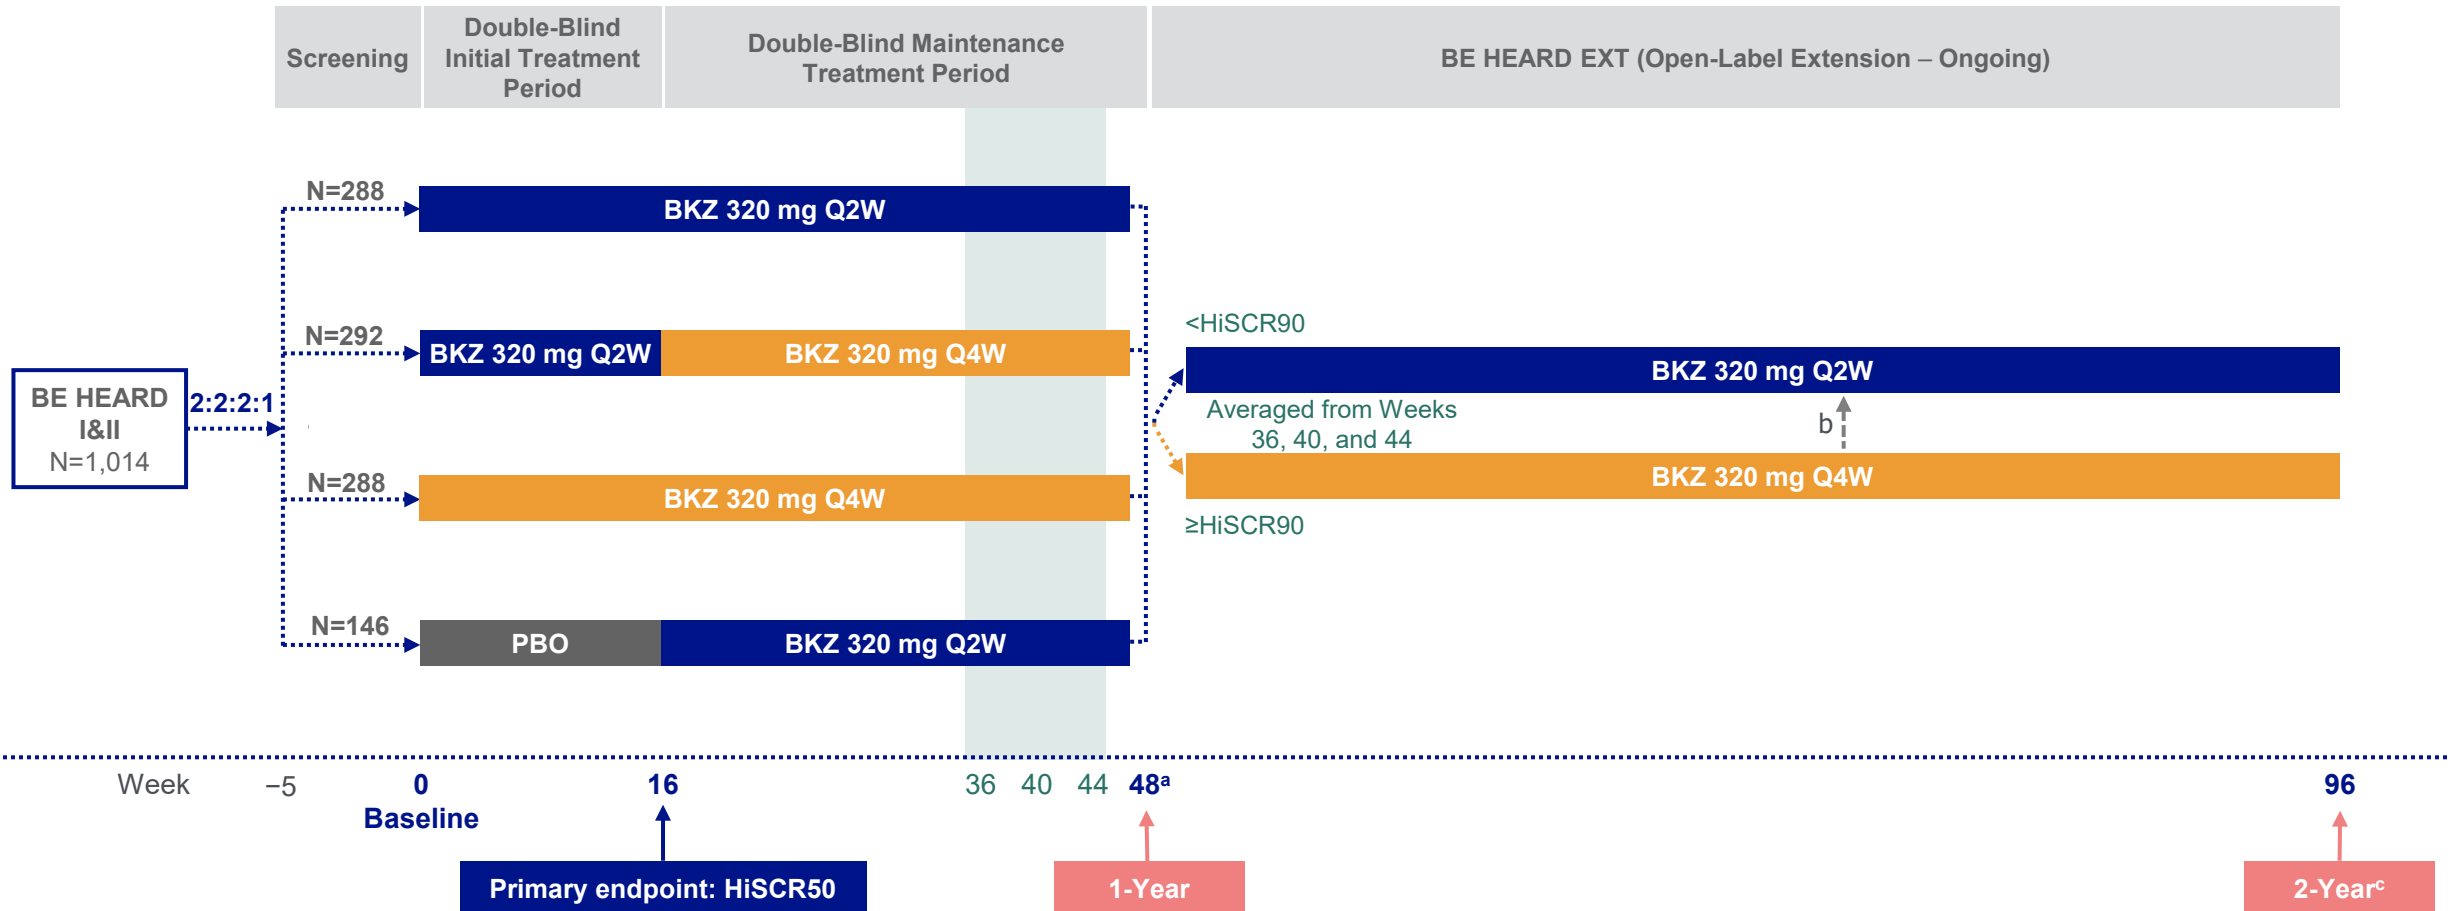 Screening
Double-Blind
Initial Treatment
Period
Double-Blind Maintenance
Treatment Period
BE HEARD EXT (Open-Label Extension – Ongoing)
N=288
BKZ 320 mg Q2W
N=292
BKZ 320 mg Q2W
BKZ 320 mg Q4W
<HiSCR90
BKZ 320 mg Q2W
BE HEARD
I&II
N=1,014
2:2:2:1
Averaged from Weeks
36, 40, and 44
b
N=288
BKZ 320 mg Q4W
BKZ 320 mg Q4W
≥HiSCR90
N=146
PBO
BKZ 320 mg Q2W
Week
−5
0
Baseline
16
36
40
44
48ᵃ
96
Primary endpoint: HiSCR50
1-Year
2-Yearᶜ